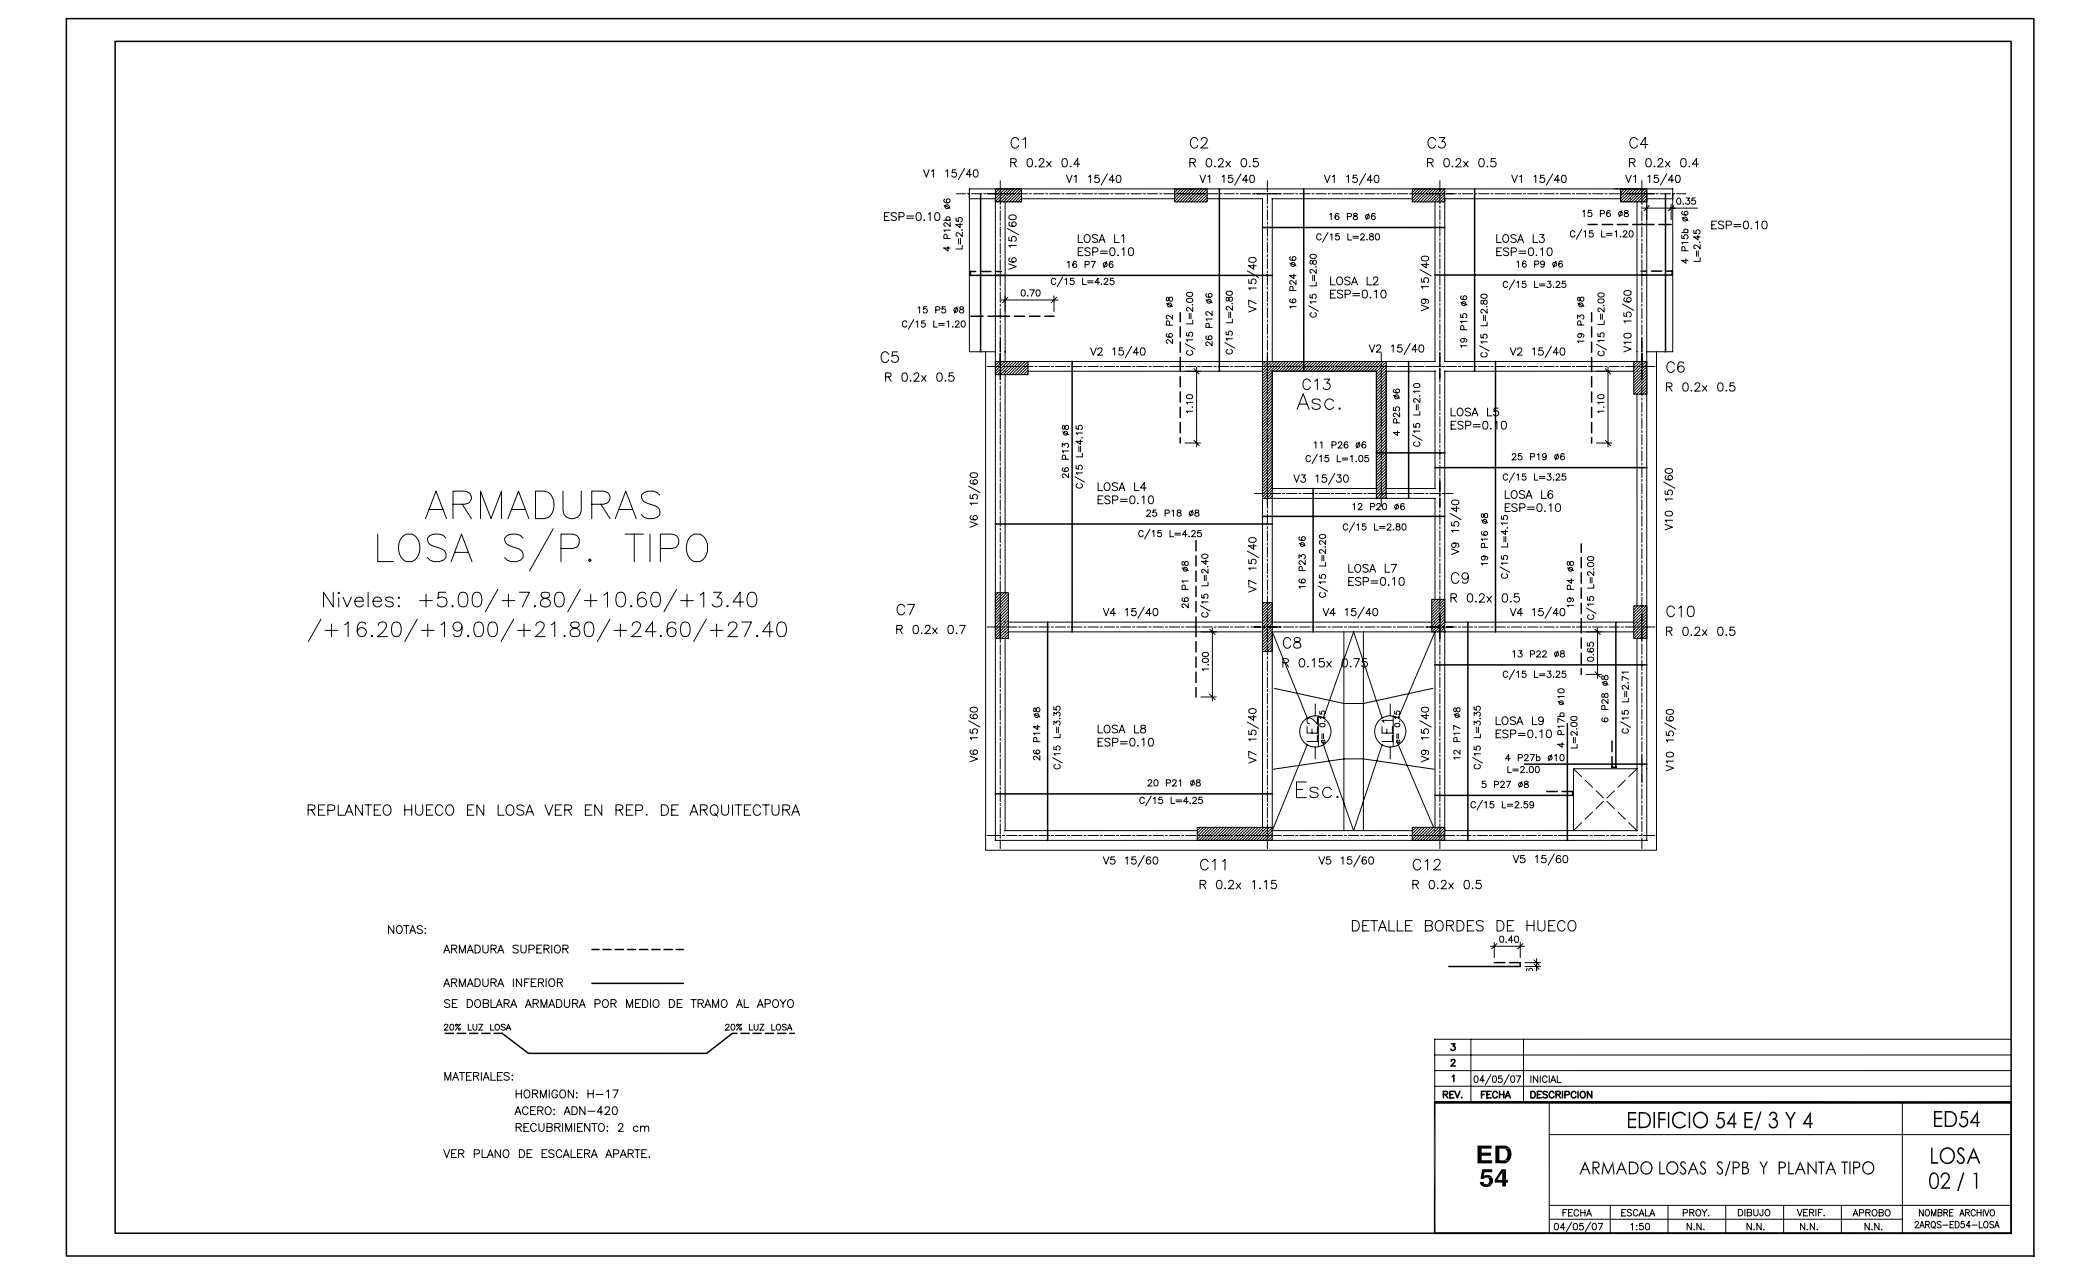 C1
R 0.2x 0.4
C2
R 0.2x 0.5
C3
R 0.2x 0.5
C4
R 0.2x 0.4
V1 15/40
V1 15/40
V1 15/40
V1 15/40
V1 15/40
V1 15/40
ESP=0.10
4 P12b ø6
L=2.45
V6 15/60
LOSA L1
ESP=0.10
16 P7 ø6
C/15 L=4.25
0.70
15 P5 ø8
C/15 L=1.20
26 P2 ø8
C/15 L=2.00
26 P12 ø6
C/15 L=2.80
V7 15/40
16 P8 ø6
C/15 L=2.80
16 P24 ø6
C/15 L=2.80
LOSA L2
ESP=0.10
V9 15/40
15 P6 ø8
C/15 L=1.20
0.35
LOSA L3
ESP=0.10
16 P9 ø6
C/15 L=3.25
19 P15 ø6
C/15 L=2.80
19 P3 ø8
C/15 L=2.00
V10 15/60
4 P15b ø6
L=2.45
ESP=0.10
V2 15/40
V2 15/40
V2 15/40
C5
R 0.2x 0.5
C6
R 0.2x 0.5
1.10
C13
Asc.
11 P26 ø6
C/15 L=1.05
V3 15/30
4 P25 ø6
C/15 L=2.10
LOSA L5
ESP=0.10
1.10
26 P13 ø8
C/15 L=4.15
LOSA L4
ESP=0.10
25 P18 ø8
C/15 L=4.25
V6 15/60
25 P19 ø6
C/15 L=3.25
LOSA L6
ESP=0.10
V10 15/60
12 P20 ø6
C/15 L=2.80
V9 15/40
19 P16 ø8
C/15 L=4.15
26 P1 ø8
C/15 L=2.40
V7 15/40
16 P23 ø6
C/15 L=2.20
LOSA L7
ESP=0.10
C9
R 0.2x 0.5
19 P4 ø8
C/15 L=2.00
C7
R 0.2x 0.7
V4 15/40
V4 15/40
V4 15/40
C10
R 0.2x 0.5
C8
R 0.15x 0.75
1.00
0.65
13 P22 ø8
C/15 L=3.25
6 P28 ø8
C/15 L=2.71
V6 15/60
26 P14 ø8
C/15 L=3.35
LOSA L8
ESP=0.10
V7 15/40
LE2
e= 0.15
LE1
e= 0.15
V9 15/40
12 P17 ø8
C/15 L=3.35
LOSA L9
ESP=0.10
4 P17b ø10
L=2.00
4 P27b ø10
L=2.00
5 P27 ø8
C/15 L=2.59
V10 15/60
20 P21 ø8
C/15 L=4.25
Esc.
V5 15/60
V5 15/60
V5 15/60
C11
R 0.2x 1.15
C12
R 0.2x 0.5
DETALLE BORDES DE HUECO
0.40
ARMADURAS
LOSA S/P. TIPO
Niveles: +5.00/+7.80/+10.60/+13.40
/+16.20/+19.00/+21.80/+24.60/+27.40
REPLANTEO HUECO EN LOSA VER EN REP. DE ARQUITECTURA
NOTAS:
ARMADURA SUPERIOR
ARMADURA INFERIOR
SE DOBLARA ARMADURA POR MEDIO DE TRAMO AL APOYO
20% LUZ LOSA
20% LUZ LOSA
MATERIALES:
HORMIGON: H-17
ACERO: ADN-420
RECUBRIMIENTO: 2 cm
VER PLANO DE ESCALERA APARTE.
3
2
1 04/05/07 INICIAL
REV. FECHA DESCRIPCION
ED
54
EDIFICIO 54 E/ 3 Y 4
ED54
ARMADO LOSAS S/PB Y PLANTA TIPO
LOSA
02 / 1
FECHA ESCALA PROY. DIBUJO VERIF. APROBO NOMBRE ARCHIVO
04/05/07 1:50 N.N. N.N. N.N. N.N. 2ARQS-ED54-LOSA